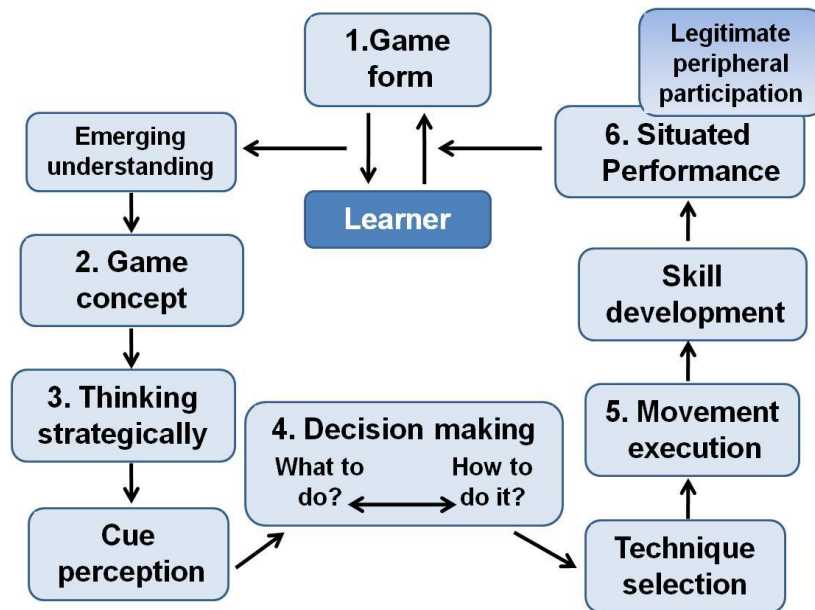 1.Game
form
Legitimate
peripheral
participation
Emerging
understanding
6. Situated
Performance
Learner
2. Game
concept
Skill
development
3. Thinking
strategically
4. Decision making
What to
do?
How to
do it?
5. Movement
execution
Cue
perception
Technique
selection